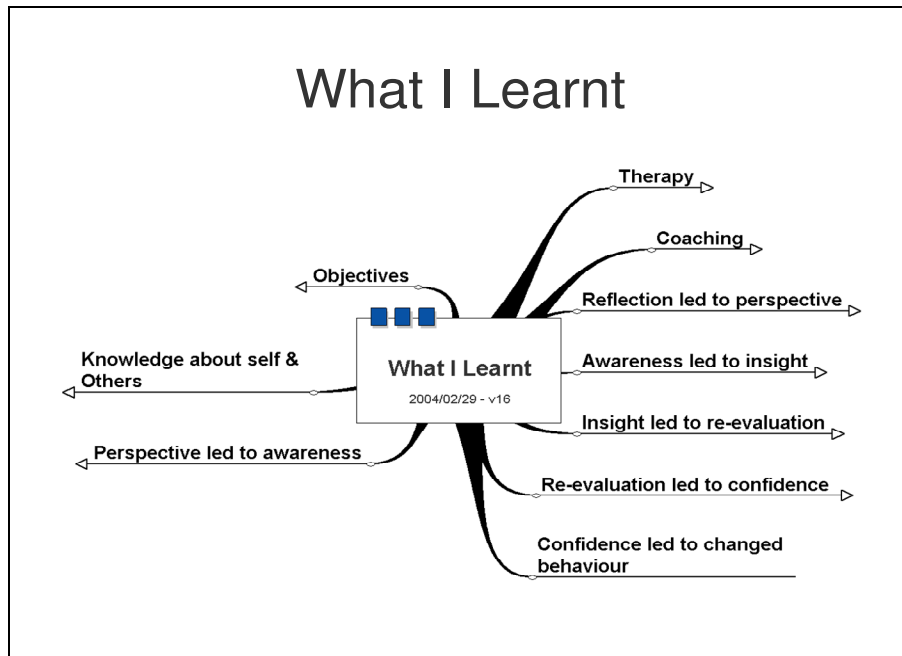 What I Learnt
Therapy
Coaching
Objectives
Reflection led to perspective
Knowledge about self &
Others
What I Learnt
2004/02/29 - v16
Awareness led to insight
Insight led to re-evaluation
Perspective led to awareness
Re-evaluation led to confidence
Confidence led to changed
behaviour